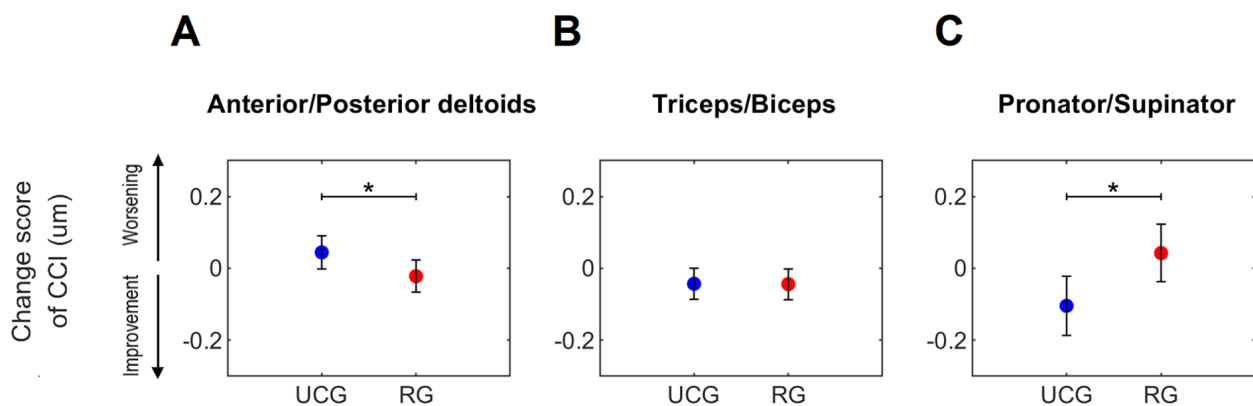 A
B
C
Anterior/Posterior deltoids
Triceps/Biceps
Pronator/Supinator
Change score
of CCI (um)
Worsening
Improvement
0.2
0
-0.2
*
UCG
RG
0.2
0
-0.2
UCG
RG
0.2
0
-0.2
*
UCG
RG